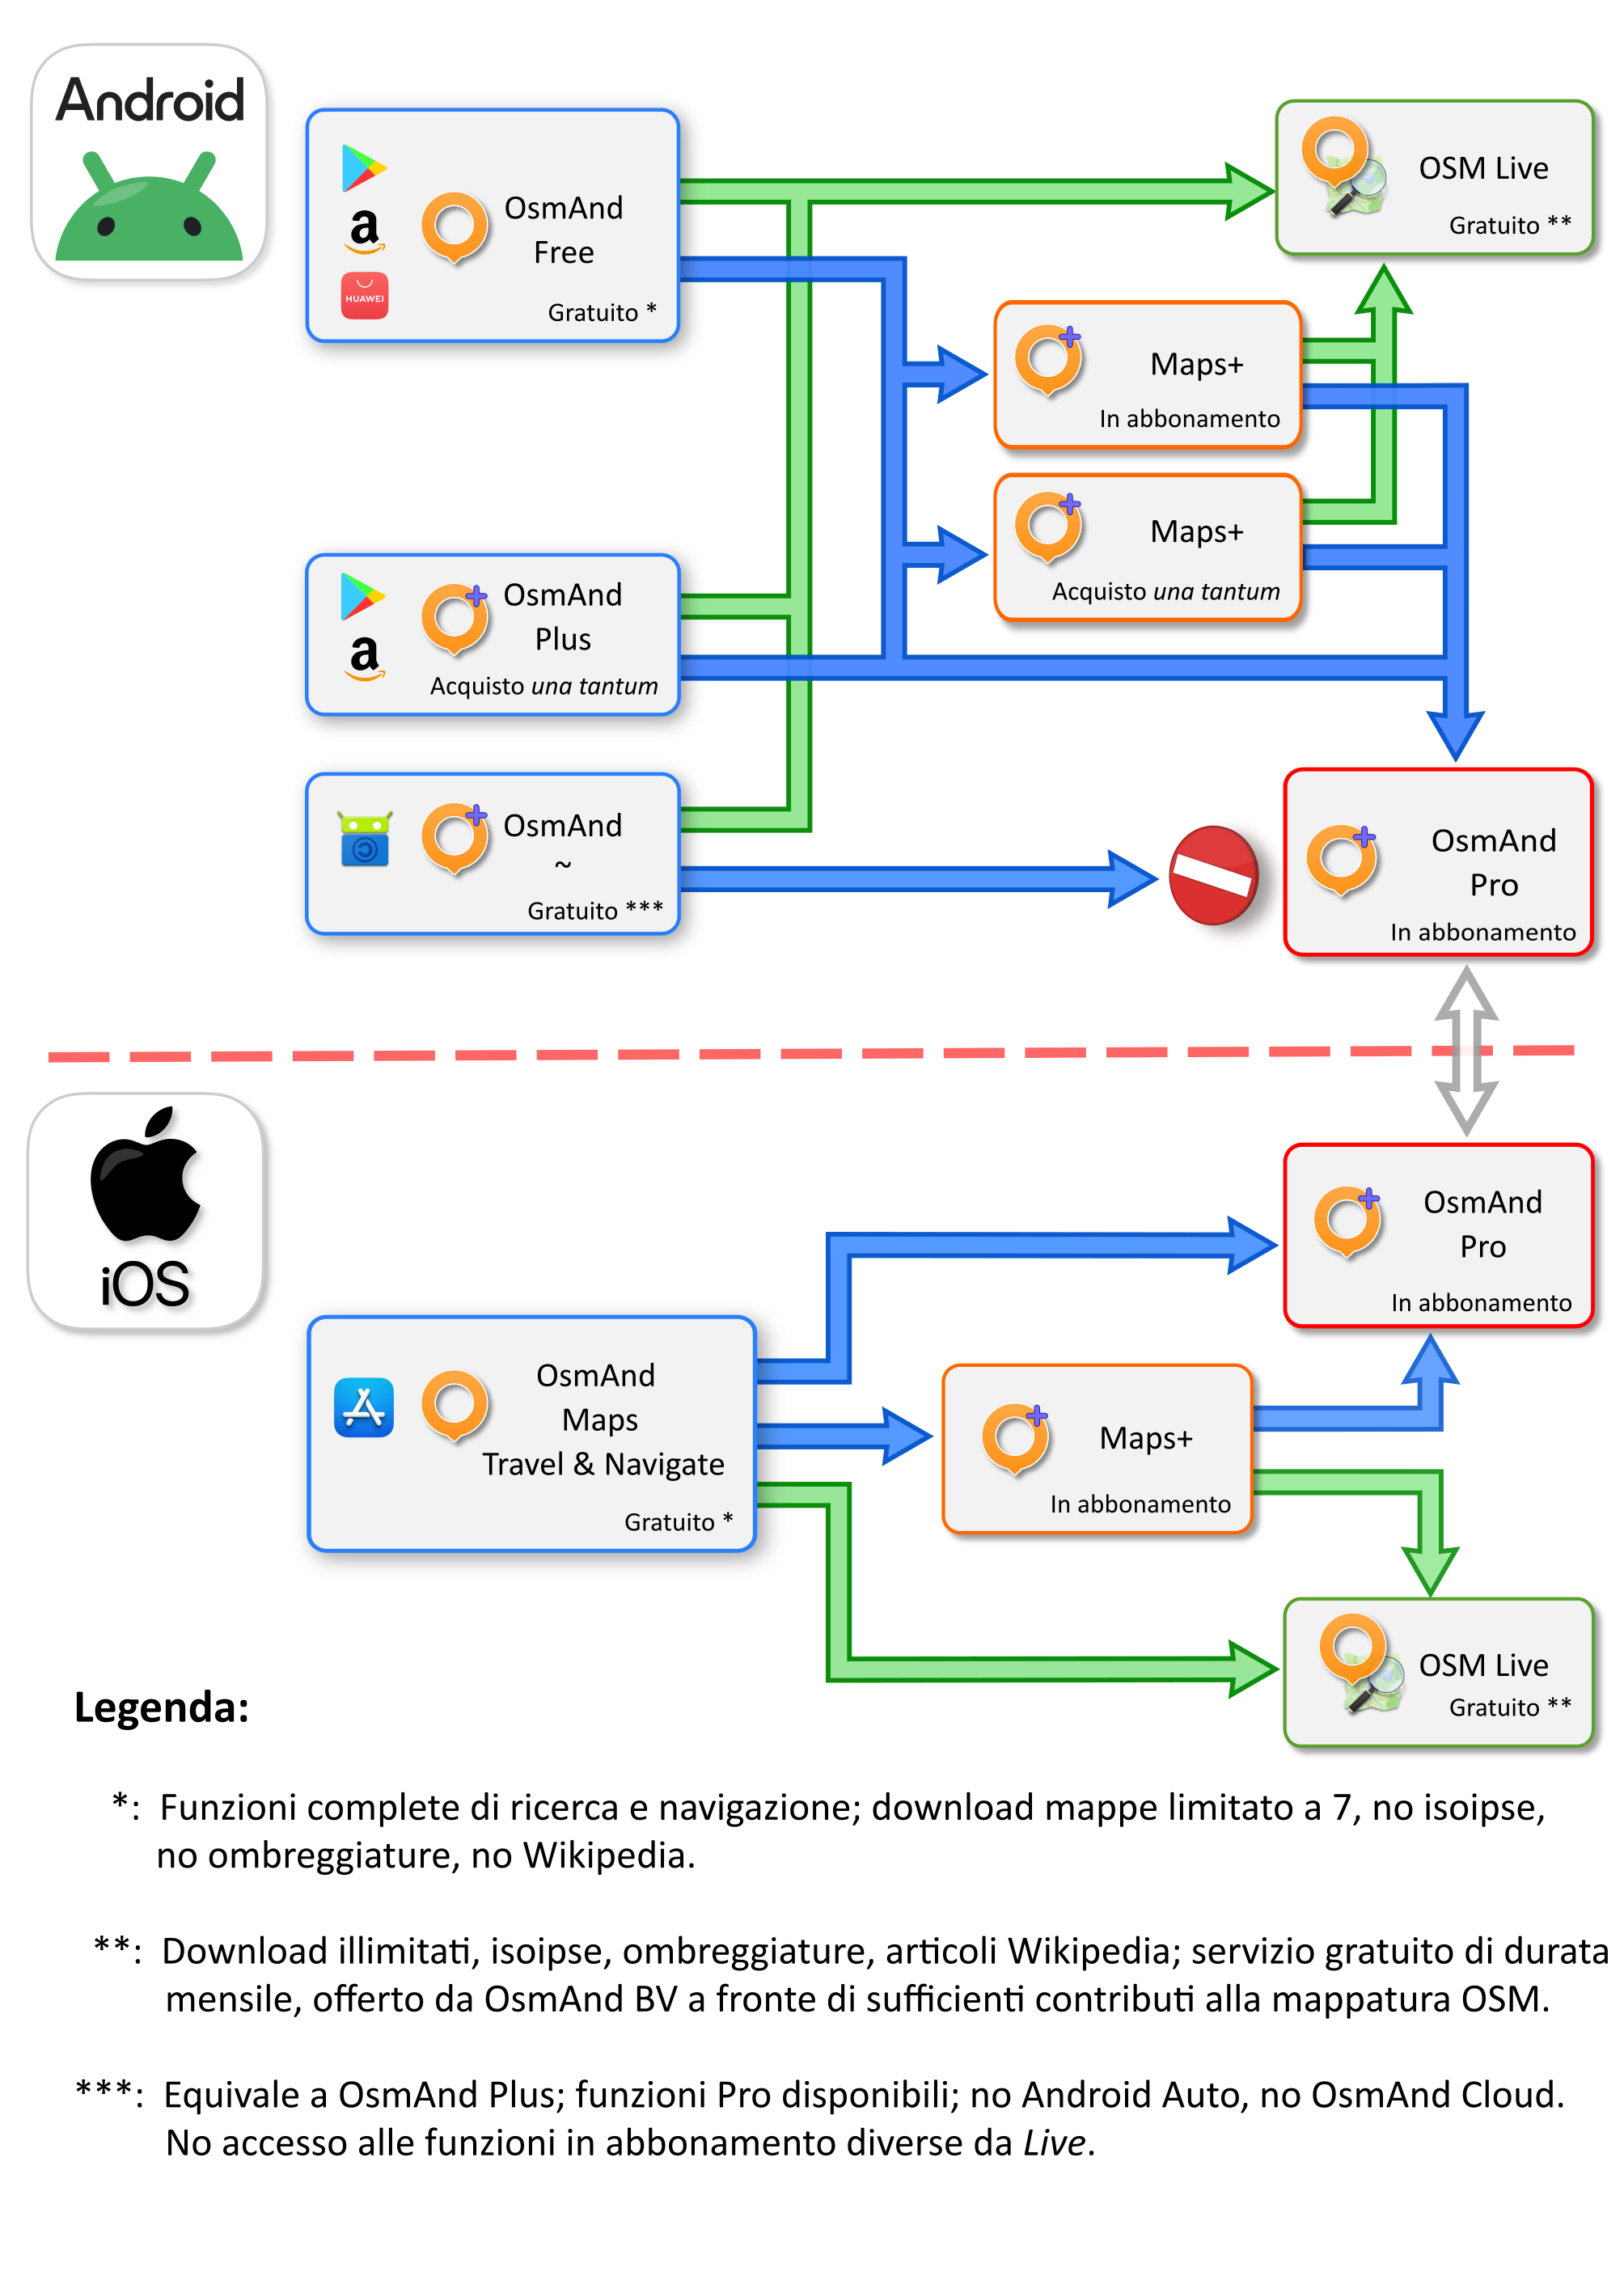 Android
OsmAnd
Free
Gratuito *
a
HUAWEI
OSM Live
Gratuito **
Maps+
In abbonamento
Maps+
Acquisto una tantum
OsmAnd
Plus
a
Acquisto una tantum
OsmAnd
~
Gratuito ***
OsmAnd
Pro
In abbonamento
iOS
OsmAnd
Pro
In abbonamento
OsmAnd
Maps
Travel & Navigate
Gratuito *
Maps+
In abbonamento
OSM Live
Gratuito **
Legenda:
*: Funzioni complete di ricerca e navigazione; download mappe limitato a 7, no isoipse,
no ombreggiature, no Wikipedia.
**: Download illimitati, isoipse, ombreggiature, articoli Wikipedia; servizio gratuito di durata
mensile, offerto da OsmAnd BV a fronte di sufficienti contributi alla mappatura OSM.
***: Equivale a OsmAnd Plus; funzioni Pro disponibili; no Android Auto, no OsmAnd Cloud.
No accesso alle funzioni in abbonamento diverse da Live.